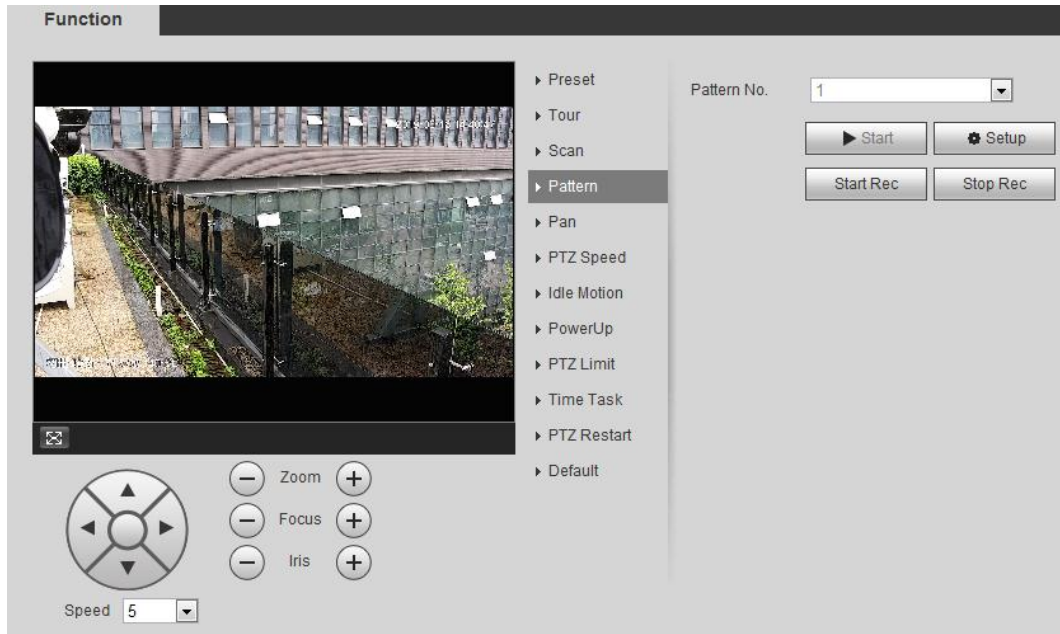 Function
Preset
Tour
Scan
Pattern
Pan
PTZ Speed
Idle Motion
PowerUp
PTZ Limit
Time Task
PTZ Restart
Default
Pattern No. 1
Start Setup
Start Rec Stop Rec
Zoom
Focus
Iris
Speed 5